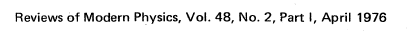 Reviews of Modern Physics, Vol. 48, No. 2, Part I, April 1976